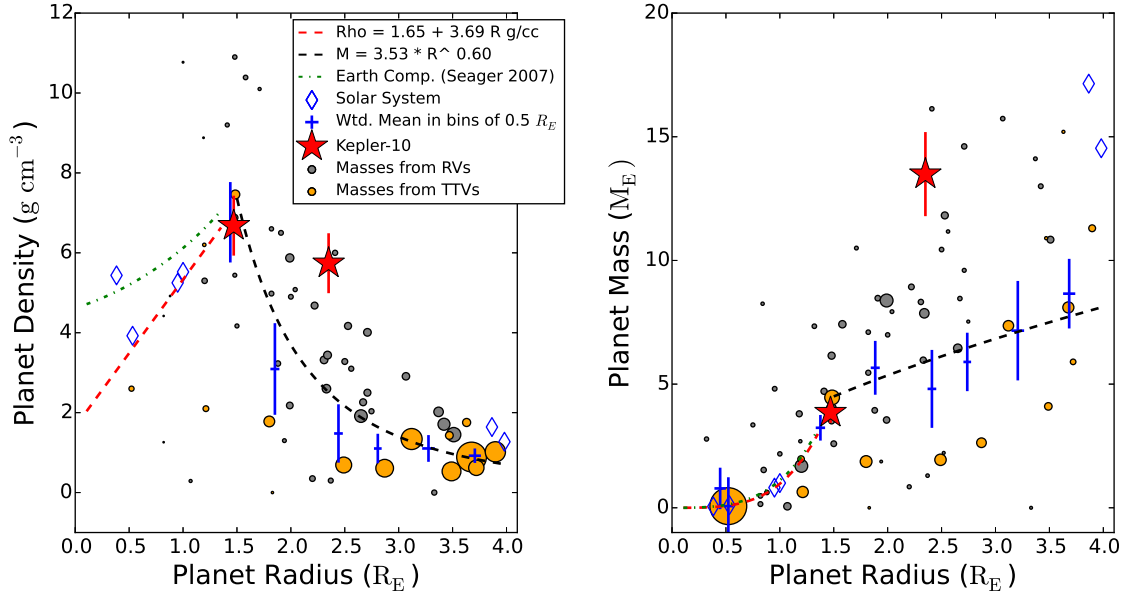 12
10
8
6
4
2
0
Planet Density (g cm−3)
Rho = 1.65 + 3.69 R g/cc
M = 3.53 * R^ 0.60
Earth Comp. (Seager 2007)
Solar System
Wtd. Mean in bins of 0.5 RE
Kepler-10
Masses from RVs
Masses from TTVs
0.0 0.5 1.0 1.5 2.0 2.5 3.0 3.5 4.0
Planet Radius (RE)
20
15
10
5
0
Planet Mass (ME)
0.0 0.5 1.0 1.5 2.0 2.5 3.0 3.5 4.0
Planet Radius (RE)